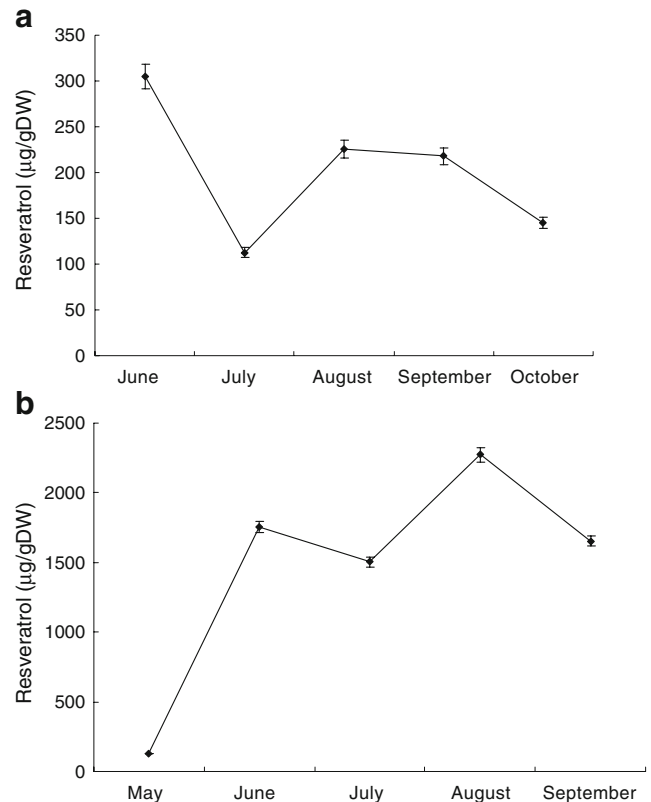 a
Resveratrol (μg/gDW)
350
300
250
200
150
100
50
0
June July August September October
b
Resveratrol (μg/gDW)
2500
2000
1500
1000
500
0
May June July August September